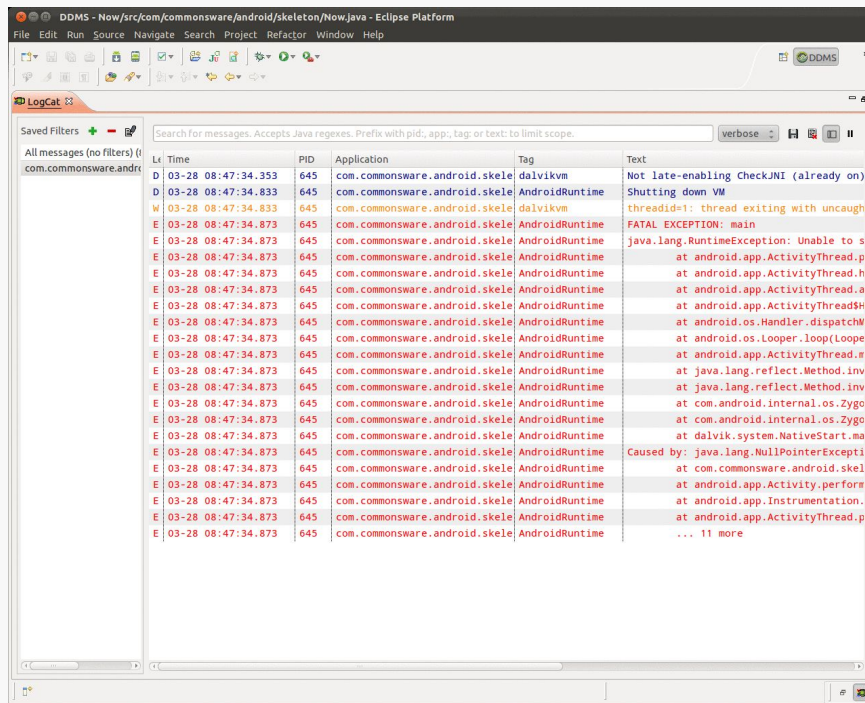 DDMS - Now/src/com/commonsware/android/skeleton/Now.java - Eclipse Platform
File Edit Run Source Navigate Search Project Refactor Window Help
DDMS
LogCat
Saved Filters
Search for messages. Accepts Java regexes. Prefix with pid:, app:, tag: or text: to limit scope.
verbose
All messages (no filters) (
com.commonsware.andr
Le Time PID Application Tag Text
D 03-28 08:47:34.353 645 com.commonsware.android.skele dalvikvm Not late-enabling CheckJNI (already on)
D 03-28 08:47:34.833 645 com.commonsware.android.skele AndroidRuntime Shutting down VM
W 03-28 08:47:34.833 645 com.commonsware.android.skele dalvikvm threadid=1: thread exiting with uncaugh
E 03-28 08:47:34.873 645 com.commonsware.android.skele AndroidRuntime FATAL EXCEPTION: main
E 03-28 08:47:34.873 645 com.commonsware.android.skele AndroidRuntime java.lang.RuntimeException: Unable to s
E 03-28 08:47:34.873 645 com.commonsware.android.skele AndroidRuntime at android.app.ActivityThread.p
E 03-28 08:47:34.873 645 com.commonsware.android.skele AndroidRuntime at android.app.ActivityThread.h
E 03-28 08:47:34.873 645 com.commonsware.android.skele AndroidRuntime at android.app.ActivityThread.a
E 03-28 08:47:34.873 645 com.commonsware.android.skele AndroidRuntime at android.app.ActivityThread$H
E 03-28 08:47:34.873 645 com.commonsware.android.skele AndroidRuntime at android.os.Handler.dispatchM
E 03-28 08:47:34.873 645 com.commonsware.android.skele AndroidRuntime at android.os.Looper.loop(Loope
E 03-28 08:47:34.873 645 com.commonsware.android.skele AndroidRuntime at android.app.ActivityThread.m
E 03-28 08:47:34.873 645 com.commonsware.android.skele AndroidRuntime at java.lang.reflect.Method.inv
E 03-28 08:47:34.873 645 com.commonsware.android.skele AndroidRuntime at java.lang.reflect.Method.inv
E 03-28 08:47:34.873 645 com.commonsware.android.skele AndroidRuntime at com.android.internal.os.Zygo
E 03-28 08:47:34.873 645 com.commonsware.android.skele AndroidRuntime at com.android.internal.os.Zygo
E 03-28 08:47:34.873 645 com.commonsware.android.skele AndroidRuntime at dalvik.system.NativeStart.ma
E 03-28 08:47:34.873 645 com.commonsware.android.skele AndroidRuntime Caused by: java.lang.NullPointerExcepti
E 03-28 08:47:34.873 645 com.commonsware.android.skele AndroidRuntime at com.commonsware.android.skel
E 03-28 08:47:34.873 645 com.commonsware.android.skele AndroidRuntime at android.app.Activity.perform
E 03-28 08:47:34.873 645 com.commonsware.android.skele AndroidRuntime at android.app.Instrumentation.
E 03-28 08:47:34.873 645 com.commonsware.android.skele AndroidRuntime at android.app.ActivityThread.p
E 03-28 08:47:34.873 645 com.commonsware.android.skele AndroidRuntime ... 11 more